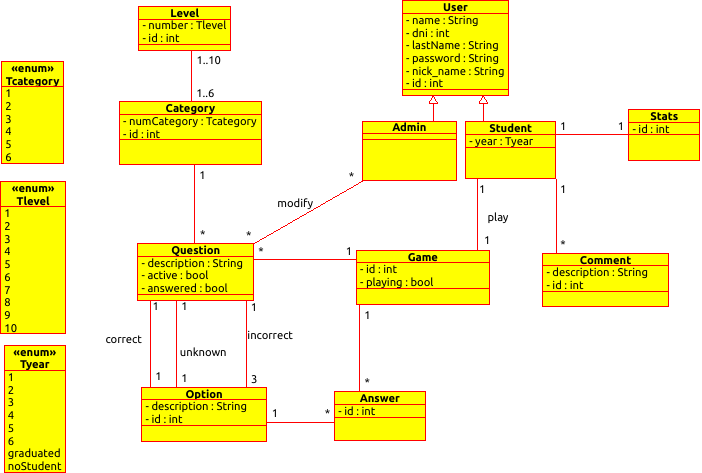 Level
- number : Tlevel
- id : int
1..10
1..6
Category
- numCategory : Tcategory
- id : int
1
*
«enum»
Tcategory
1
2
3
4
5
6
«enum»
Tlevel
1
2
3
4
5
6
7
8
9
10
«enum»
Tyear
1
2
3
4
5
6
graduated
noStudent
User
- name : String
- dni : int
- lastName : String
- password : String
- nick_name : String
- id : int
Admin
*
modify
*
Student
- year : Tyear
1
1
Stats
- id : int
1
play
1
1
*
Comment
- description : String
- id : int
Question
- description : String
- active : bool
- answered : bool
*
1
Game
- id : int
- playing : bool
1
*
1
correct
1
1
unknown
1
1
incorrect
3
Option
- description : String
- id : int
1
*
Answer
- id : int